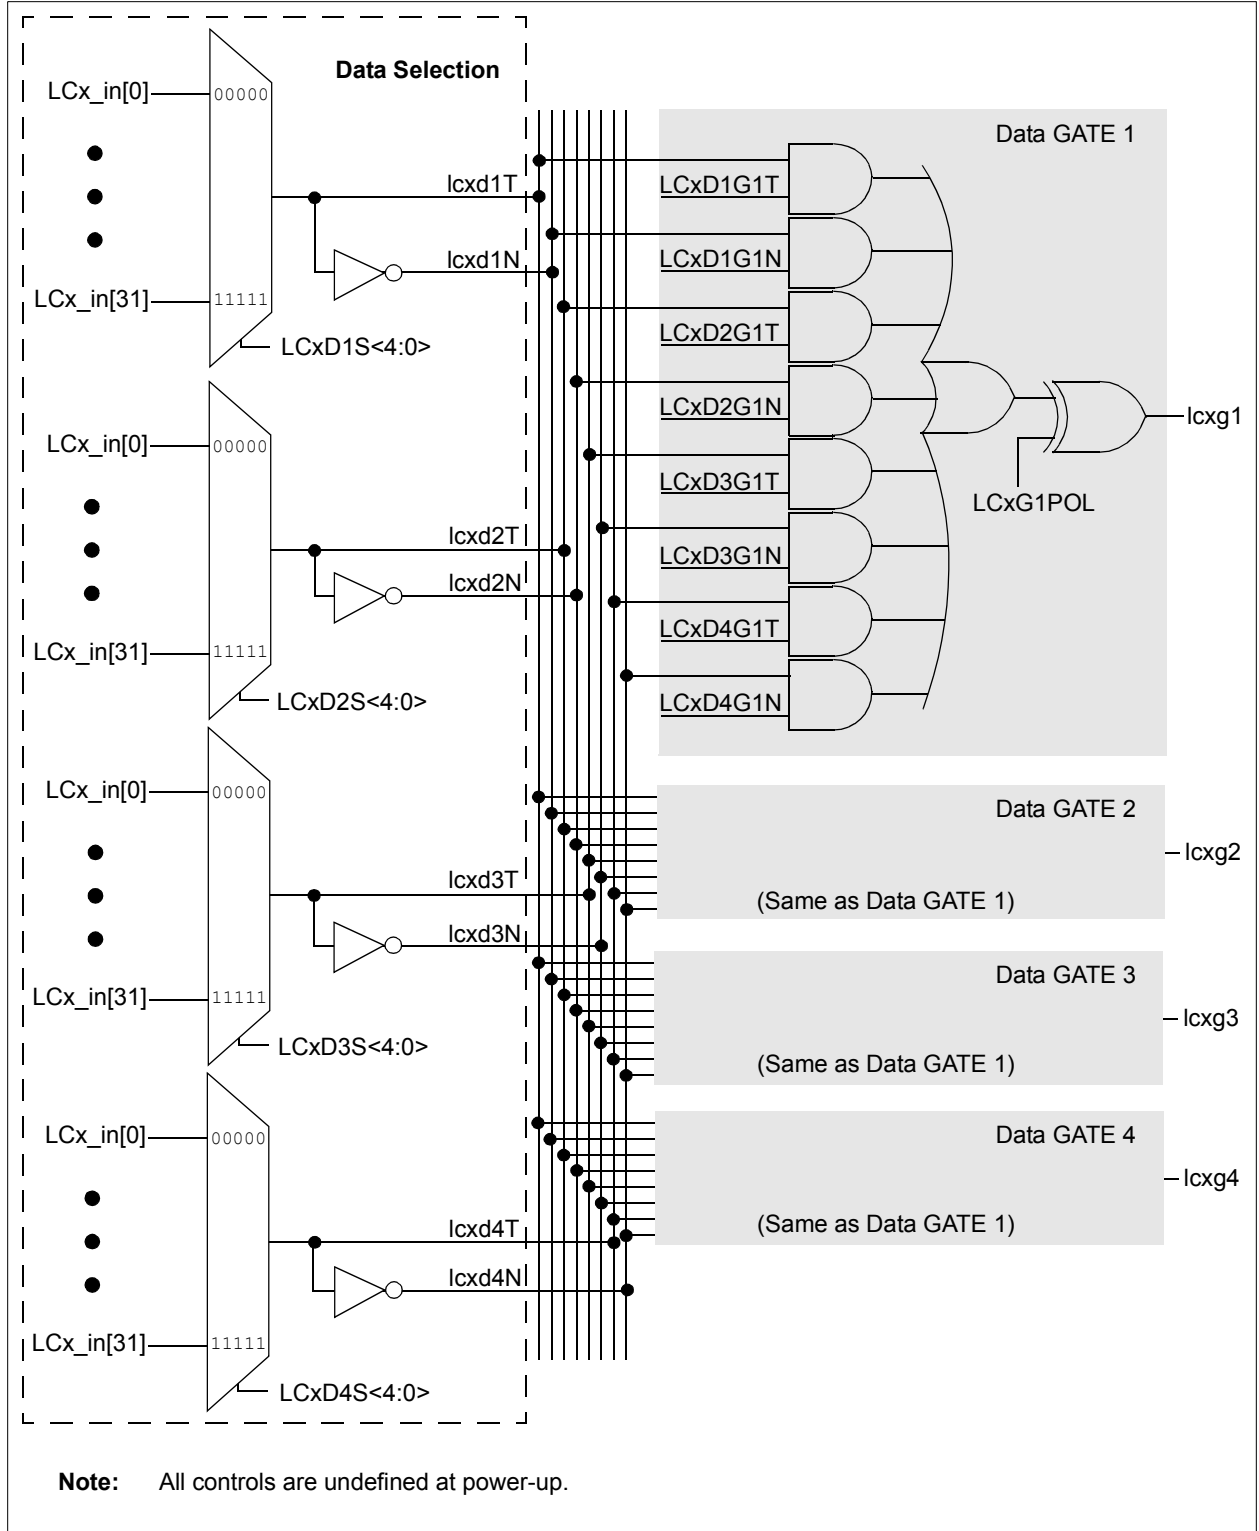 Data Selection
LCx_in[0]
00000
LCx_in[31]
11111
LCxD1S<4:0>
lcxd1T
lcxd1N
LCx_in[0]
00000
LCx_in[31]
11111
LCxD2S<4:0>
lcxd2T
lcxd2N
LCx_in[0]
00000
LCx_in[31]
11111
LCxD3S<4:0>
lcxd3T
lcxd3N
LCx_in[0]
00000
LCx_in[31]
11111
LCxD4S<4:0>
lcxd4T
lcxd4N
Data GATE 1
LCxD1G1T
LCxD1G1N
LCxD2G1T
LCxD2G1N
LCxD3G1T
LCxD3G1N
LCxD4G1T
LCxD4G1N
LCxG1POL
lcxg1
Data GATE 2
(Same as Data GATE 1)
lcxg2
Data GATE 3
(Same as Data GATE 1)
lcxg3
Data GATE 4
(Same as Data GATE 1)
lcxg4
Note: All controls are undefined at power-up.